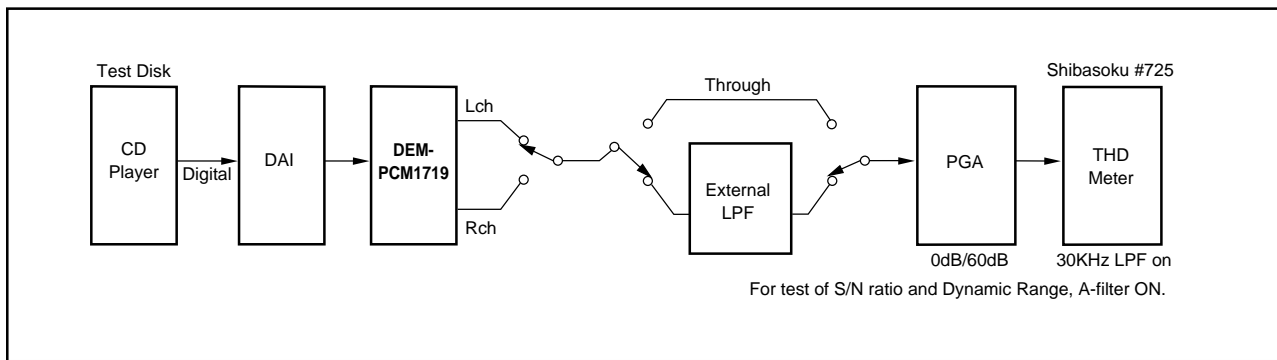 Test Disk
CD
Player
Digital
DAI
DEM-
PCM1719
Lch
Rch
Through
External
LPF
PGA
0dB/60dB
Shibasoku #725
THD
Meter
30KHz LPF on
For test of S/N ratio and Dynamic Range, A-filter ON.